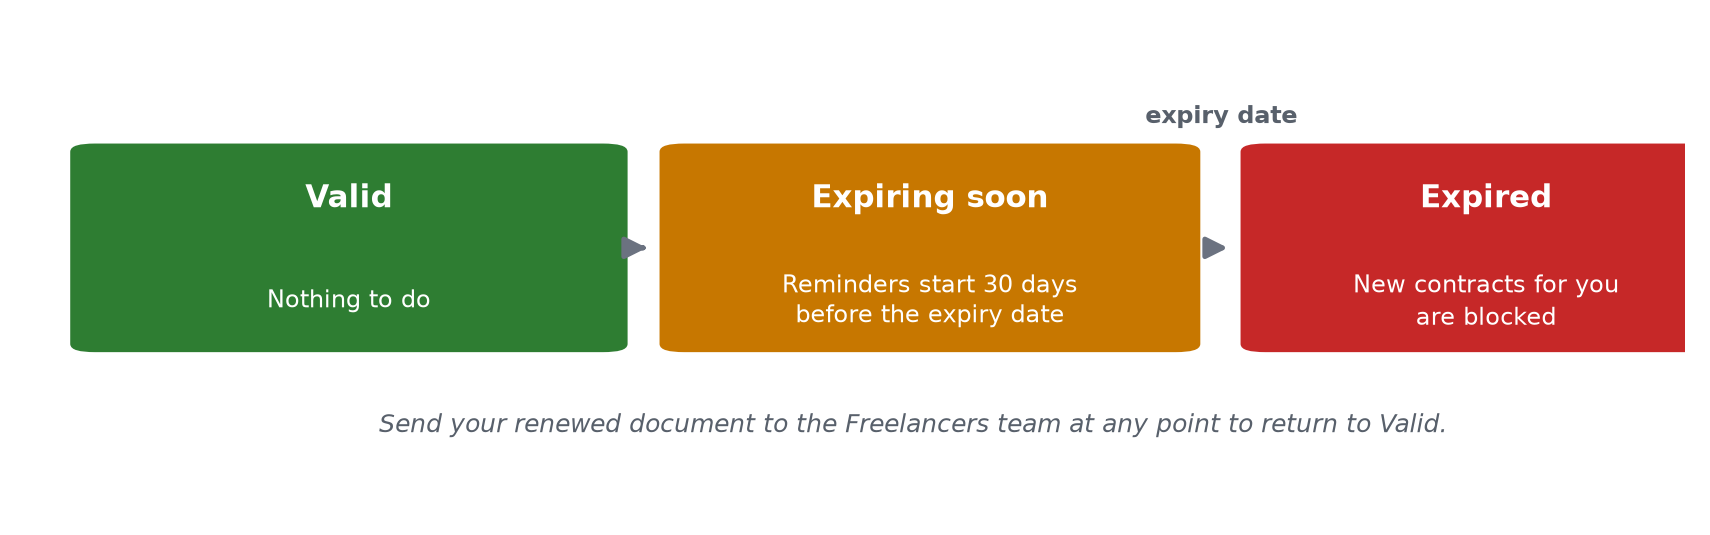 expiry date
Valid
Nothing to do
Expiring soon
Reminders start 30 days
before the expiry date
Expired
New contracts for you
are blocked
Send your renewed document to the Freelancers team at any point to return to Valid.